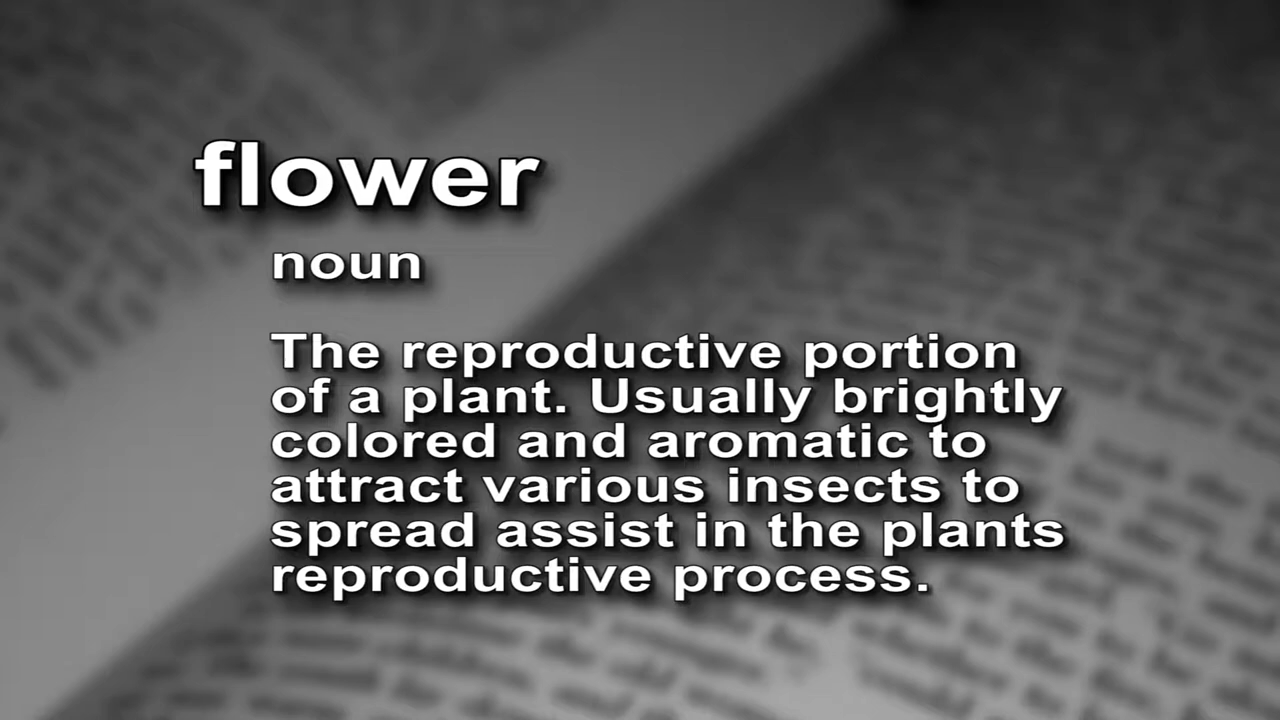 flower
noun
The reproductive portion
of a plant. Usually brightly
colored and aromatic to
attract various insects to
spread assist in the plants
reproductive process.